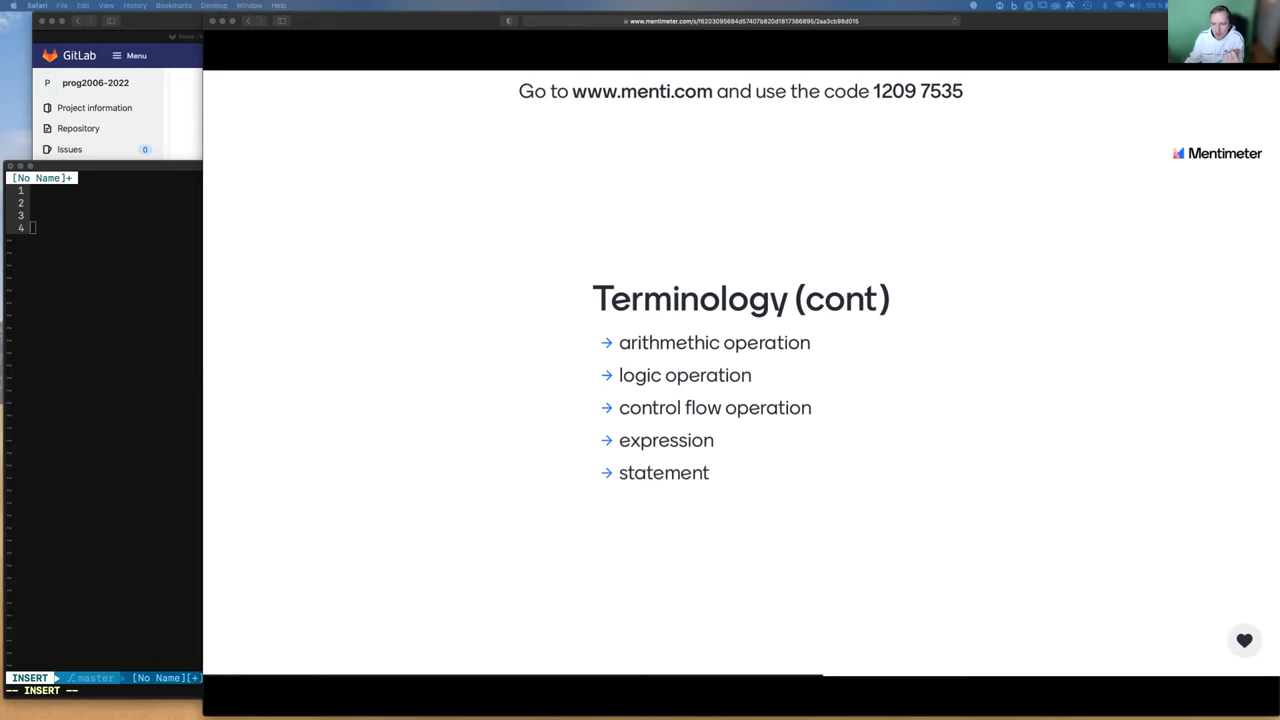 Safari File Edit View History Bookmarks Develop Window Help
100 %
www.mentimeter.com/s/f6203095684d57407b820d1817386895/2aa3cb98d015
GitLab Menu
P prog2006-2022
Project information
Repository
Issues 0
[No Name]+
1
2
3
4
~
INSERT master [No Name][+]
-- INSERT --
Go to www.menti.com and use the code 1209 7535
Mentimeter
Terminology (cont)
→ arithmethic operation
→ logic operation
→ control flow operation
→ expression
→ statement